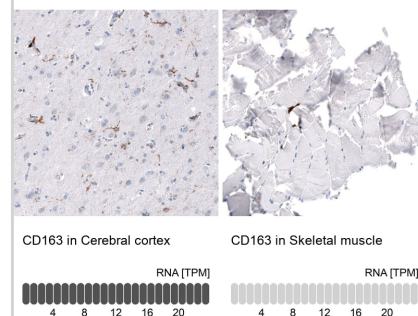 CD163 in Cerebral cortex
CD163 in Skeletal muscle
RNA [TPM]
RNA [TPM]
4 8 12 16 20
4 8 12 16 20